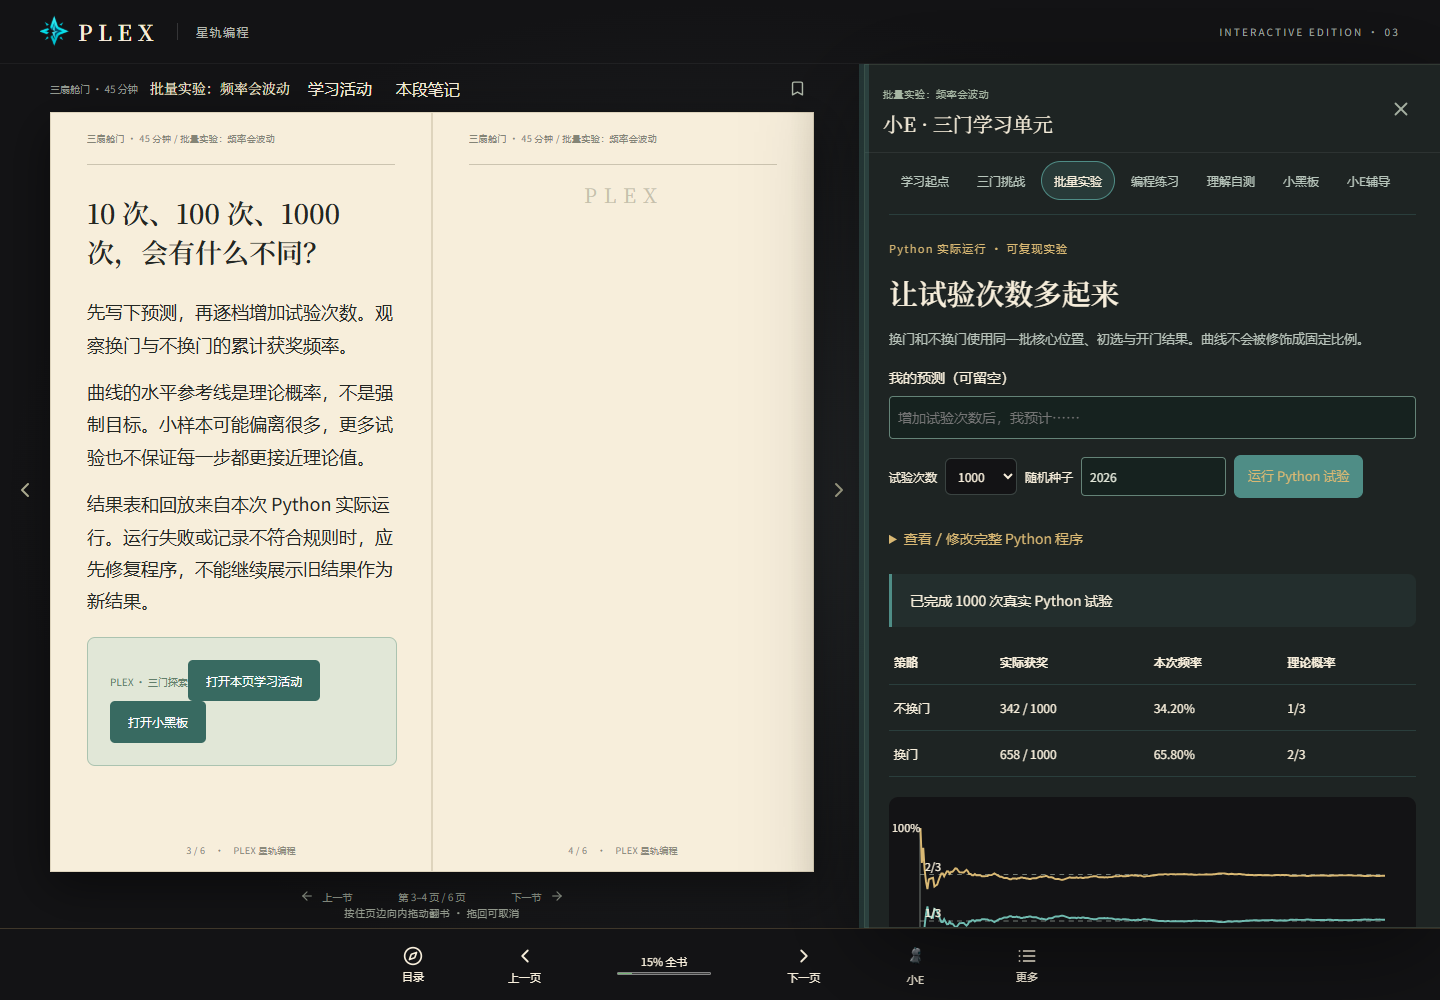 PLEX
星轨编程
INTERACTIVE EDITION · 03
三扇舱门 · 45 分钟
批量实验：频率会波动
学习活动
本段笔记
三扇舱门 · 45 分钟 / 批量实验：频率会波动
10 次、100 次、1000
次，会有什么不同？
先写下预测，再逐档增加试验次数。观
察换门与不换门的累计获奖频率。
曲线的水平参考线是理论概率，不是强
制目标。小样本可能偏离很多，更多试
验也不保证每一步都更接近理论值。
结果表和回放来自本次 Python 实际运
行。运行失败或记录不符合规则时，应
先修复程序，不能继续展示旧结果作为
新结果。
PLEX · 三门探索
打开本页学习活动
打开小黑板
3 / 6 · PLEX 星轨编程
三扇舱门 · 45 分钟 / 批量实验：频率会波动
PLEX
4 / 6 · PLEX 星轨编程
上一节
第 3–4 页 / 6 页
下一节
按住页边向内拖动翻书 · 拖回可取消
批量实验：频率会波动
小E · 三门学习单元
学习起点
三门挑战
批量实验
编程练习
理解自测
小黑板
小E辅导
Python 实际运行 · 可复现实验
让试验次数多起来
换门和不换门使用同一批核心位置、初选与开门结果。曲线不会被修饰成固定比例。
我的预测（可留空）
增加试验次数后，我预计……
试验次数 1000 随机种子 2026 运行 Python 试验
查看 / 修改完整 Python 程序
已完成 1000 次真实 Python 试验
策略 实际获奖 本次频率 理论概率
不换门 342 / 1000 34.20% 1/3
换门 658 / 1000 65.80% 2/3
100%
2/3
1/3
目录
上一页
15% 全书
下一页
小E
更多